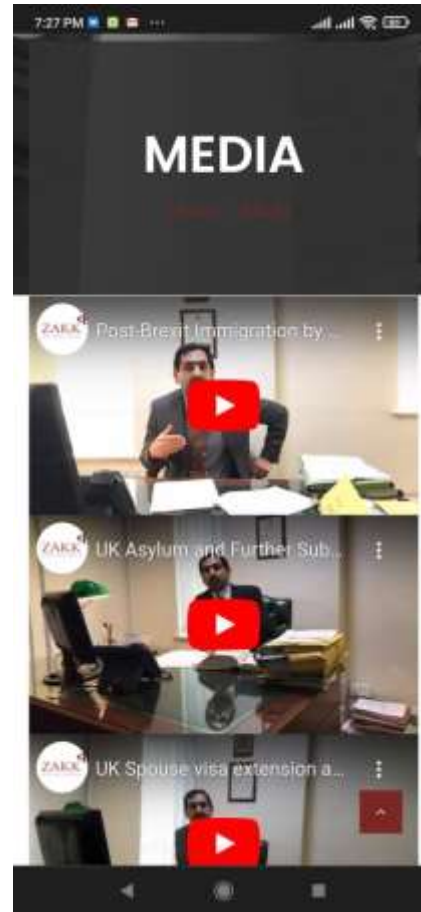 7:27 PM
MEDIA
ZAKK
Post-Brexit Immigration by ...
ZAKK
UK Asylum and Further Sub...
ZAKK
UK Spouse visa extension a...